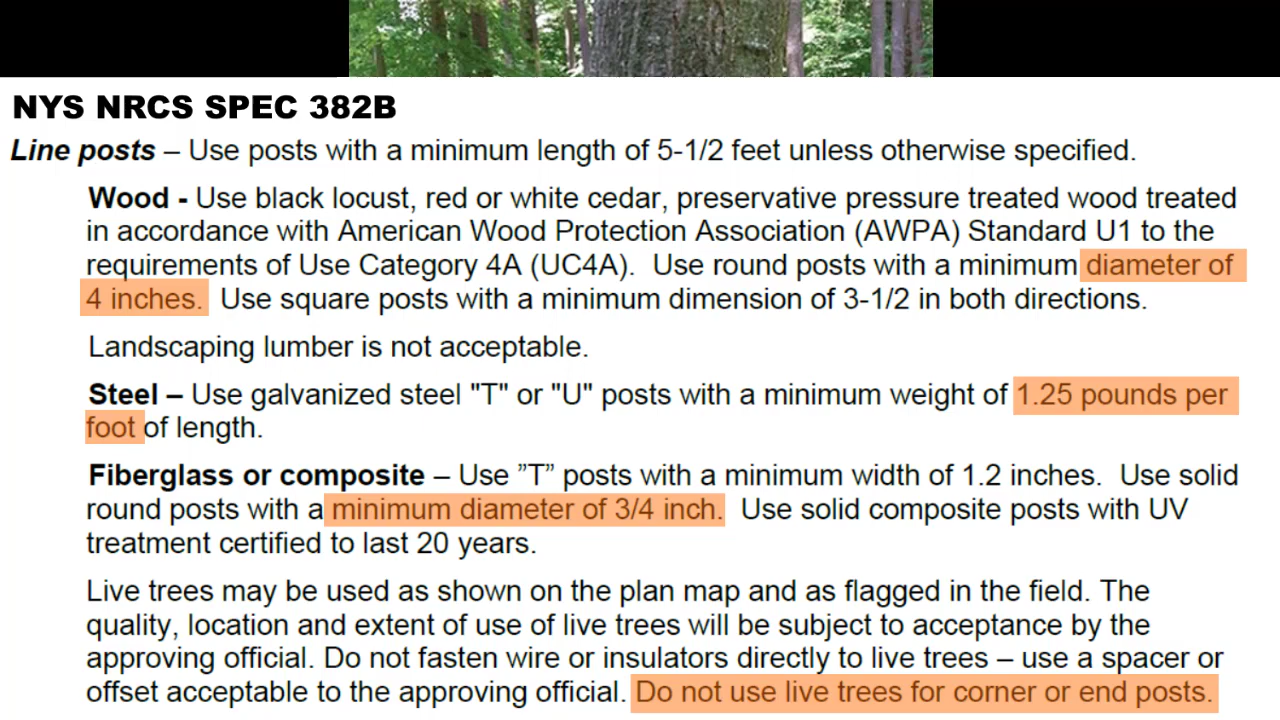 NYS NRCS SPEC 382B
Line posts – Use posts with a minimum length of 5-1/2 feet unless otherwise specified.
Wood - Use black locust, red or white cedar, preservative pressure treated wood treated
in accordance with American Wood Protection Association (AWPA) Standard U1 to the
requirements of Use Category 4A (UC4A).  Use round posts with a minimum diameter of
4 inches.  Use square posts with a minimum dimension of 3-1/2 in both directions.
Landscaping lumber is not acceptable.
Steel – Use galvanized steel "T" or "U" posts with a minimum weight of 1.25 pounds per
foot of length.
Fiberglass or composite – Use ”T” posts with a minimum width of 1.2 inches.  Use solid
round posts with a minimum diameter of 3/4 inch.  Use solid composite posts with UV
treatment certified to last 20 years.
Live trees may be used as shown on the plan map and as flagged in the field. The
quality, location and extent of use of live trees will be subject to acceptance by the
approving official. Do not fasten wire or insulators directly to live trees – use a spacer or
offset acceptable to the approving official. Do not use live trees for corner or end posts.